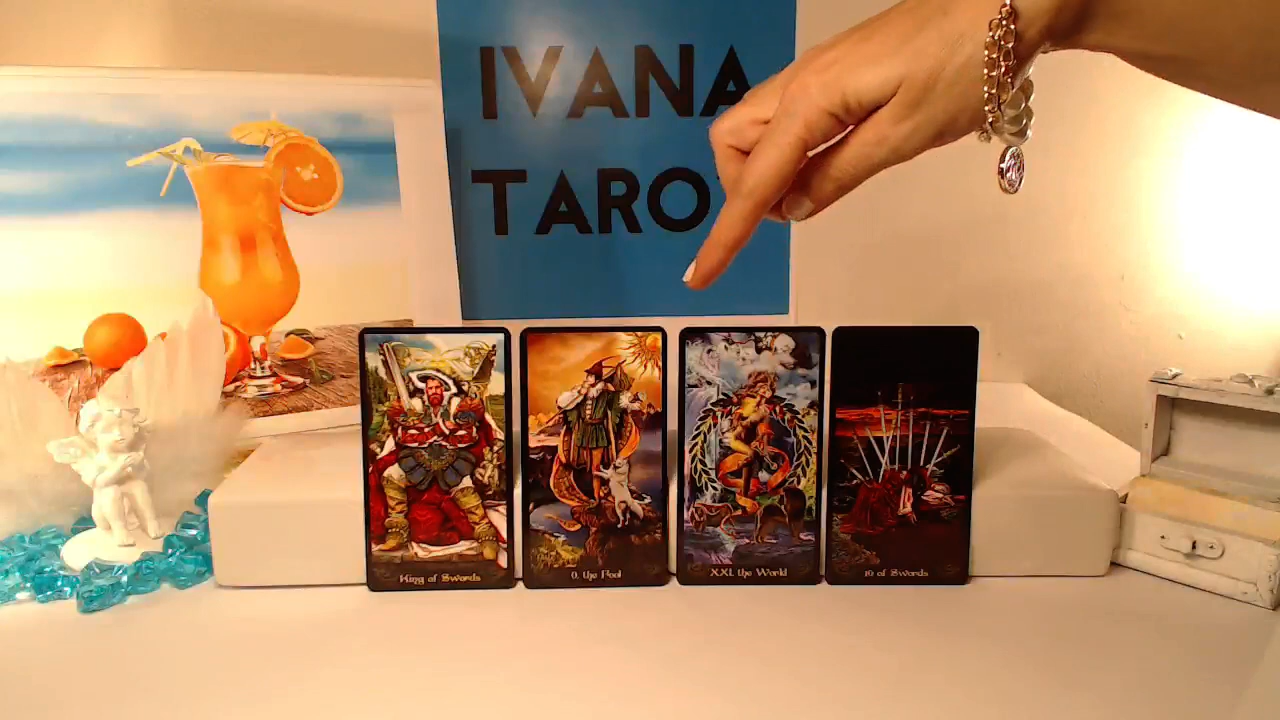 IVANA
TARO
King of Swords
0. the Fool
XXI. the World
10 of Swords